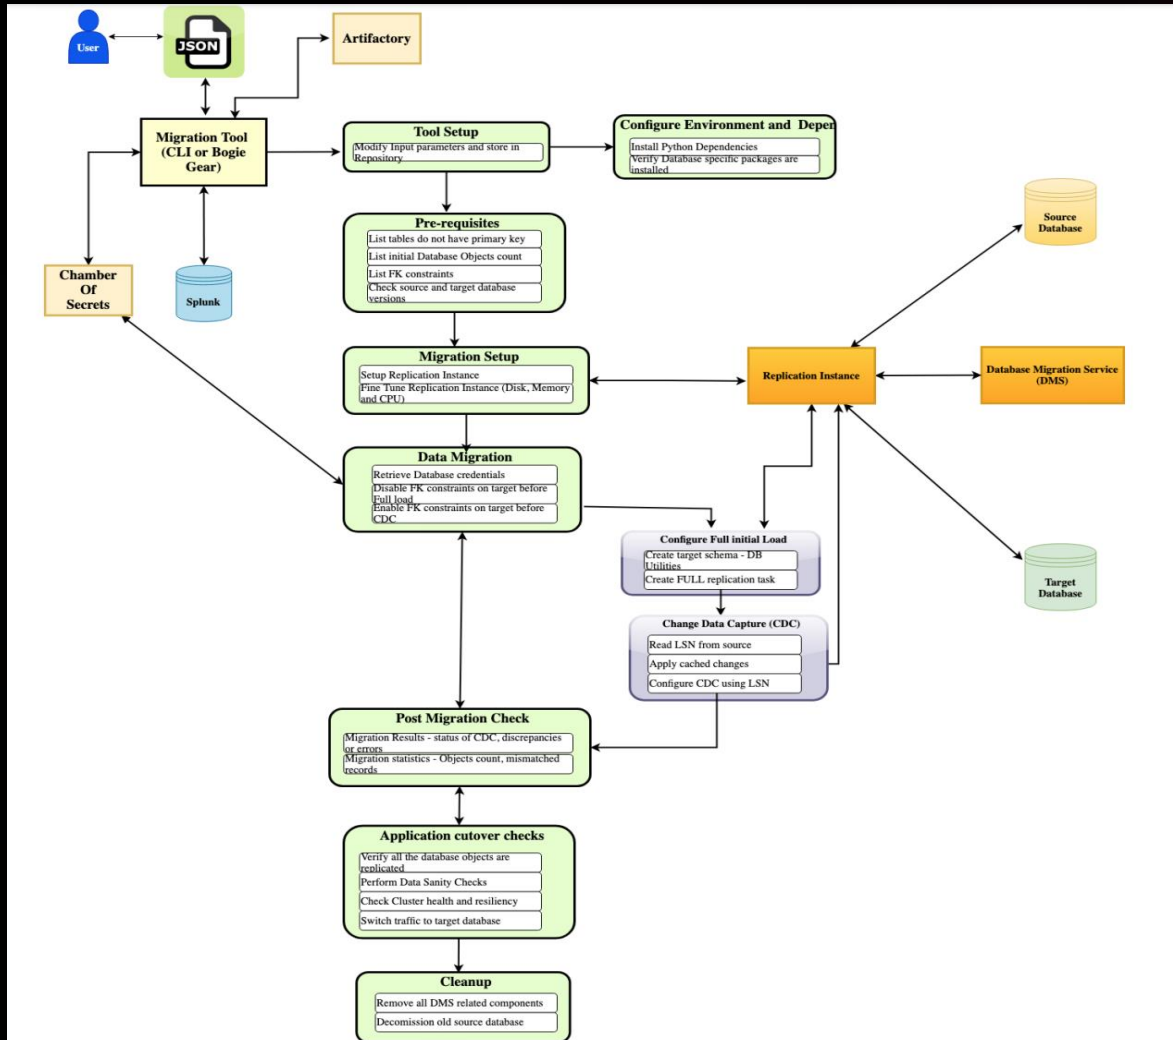 User
JSON
Artifactory
Migration Tool
(CLI or Bogie
Gear)
Tool Setup
Modify Input parameters and store in
Repository
Configure Environment and Depen
Install Python Dependencies
Verify Database specific packages are
installed
Pre-requisites
List tables do not have primary key
List initial Database Objects count
List FK constraints
Check source and target database
versions
Source
Database
Chamber
Of
Secrets
Splunk
Migration Setup
Setup Replication Instance
Fine Tune Replication Instance (Disk, Memory
and CPU)
Replication Instance
Database Migration Service
(DMS)
Data Migration
Retrieve Database credentials
Disable FK constraints on target before
Full load
Enable FK constraints on target before
CDC
Configure Full initial Load
Create target schema - DB
Utilities
Create FULL replication task
Target
Database
Change Data Capture (CDC)
Read LSN from source
Apply cached changes
Configure CDC using LSN
Post Migration Check
Migration Results - status of CDC, discrepancies
or errors
Migration statistics - Objects count, mismatched
records
Application cutover checks
Verify all the database objects are
replicated
Perform Data Sanity Checks
Check Cluster health and resiliency
Switch traffic to target database
Cleanup
Remove all DMS related components
Decomission old source database